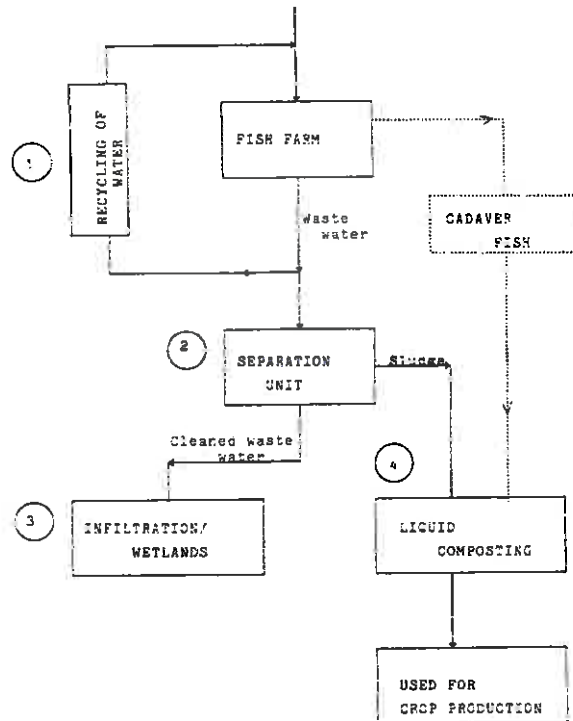 1
RECYCLING OF
WATER
FISH FARM
Waste
water
CADAVER
FISH
2
SEPARATION
UNIT
Sludge
Cleaned waste
water
4
3
INFILTRATION/
WETLANDS
LIQUID
COMPOSTING
USED FOR
CROP PRODUCTION